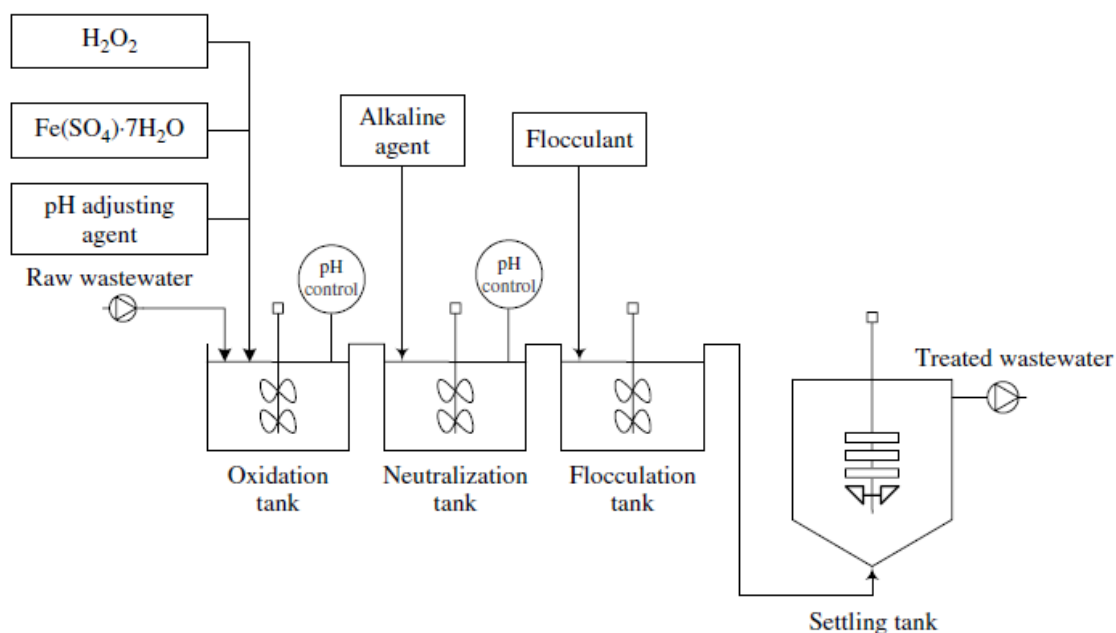 H₂O₂
Fe(SO₄)·7H₂O
pH adjusting
agent
Alkaline
agent
Flocculant
Raw wastewater
pH
control
pH
control
Treated wastewater
Oxidation
tank
Neutralization
tank
Flocculation
tank
Settling tank